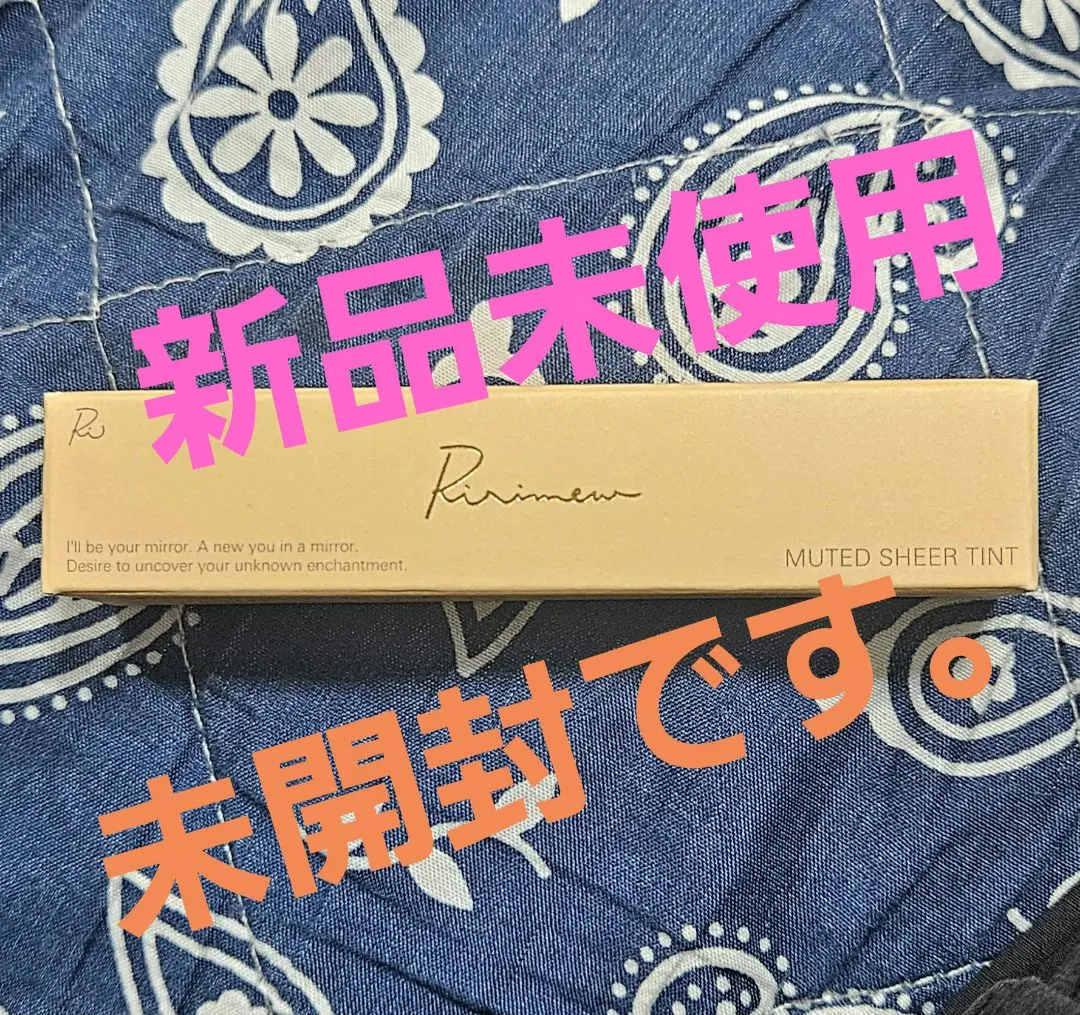 新品未使用
Ri
Ririmew
I'll be your mirror. A new you in a mirror.
Desire to uncover your unknown enchantment.
MUTED SHEER TINT
未開封です。